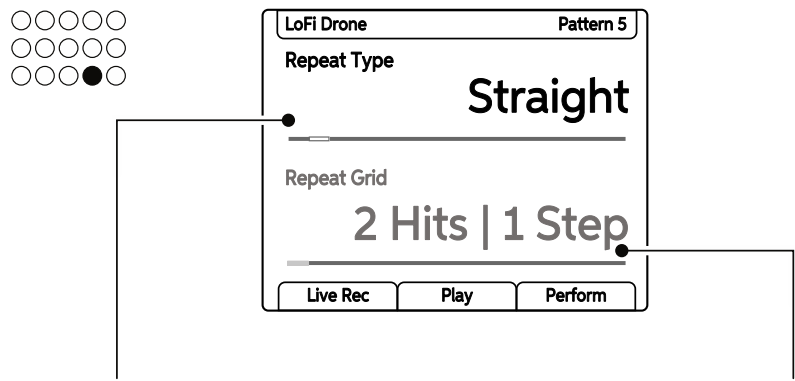 LoFi Drone Pattern 5
Repeat Type
Straight
Repeat Grid
2 Hits | 1 Step
Live Rec Play Perform